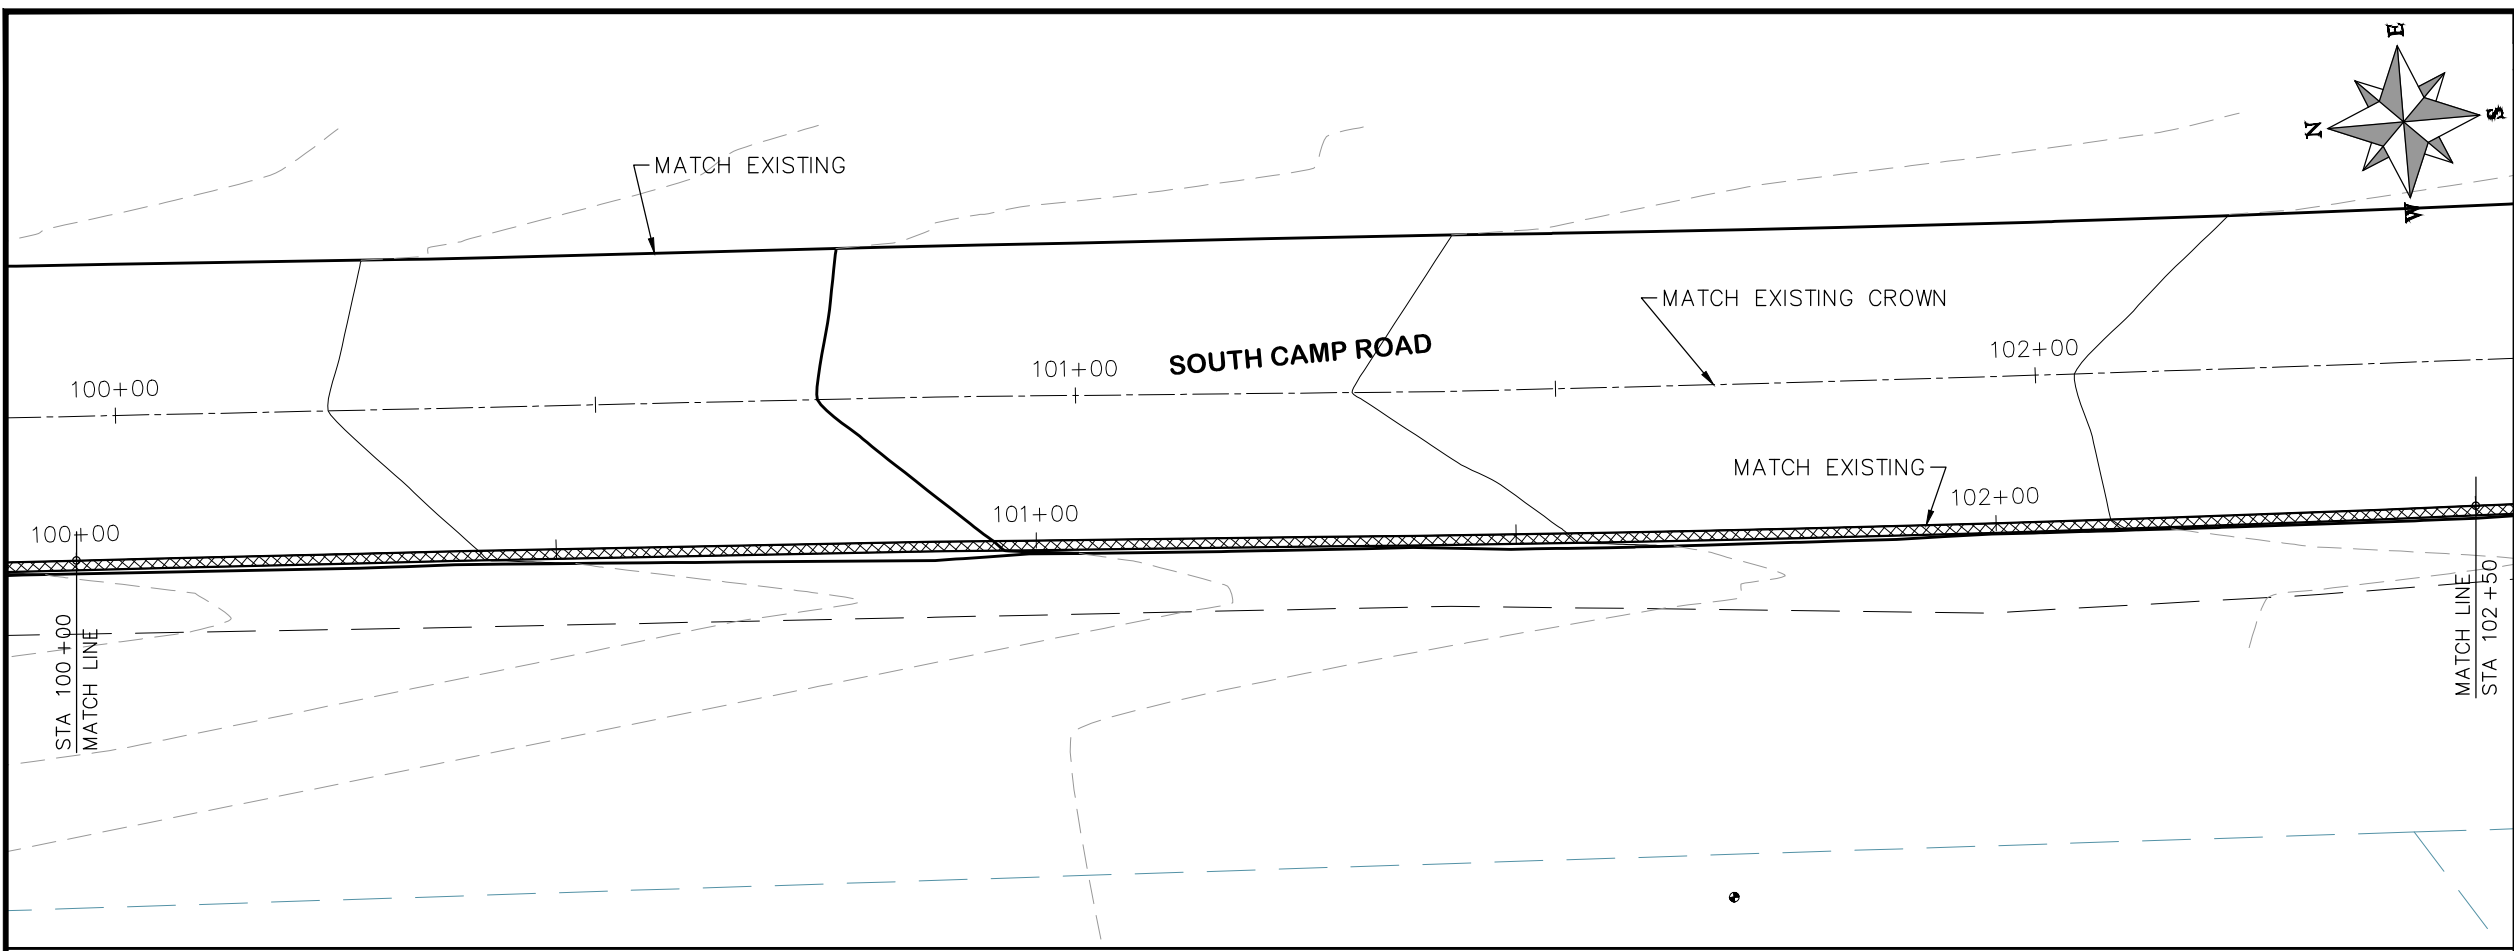 E
N
S
W
MATCH EXISTING
MATCH EXISTING CROWN
SOUTH CAMP ROAD
100+00
101+00
102+00
MATCH EXISTING
100+00
101+00
102+00
STA 100+00
MATCH LINE
MATCH LINE
STA 102+50